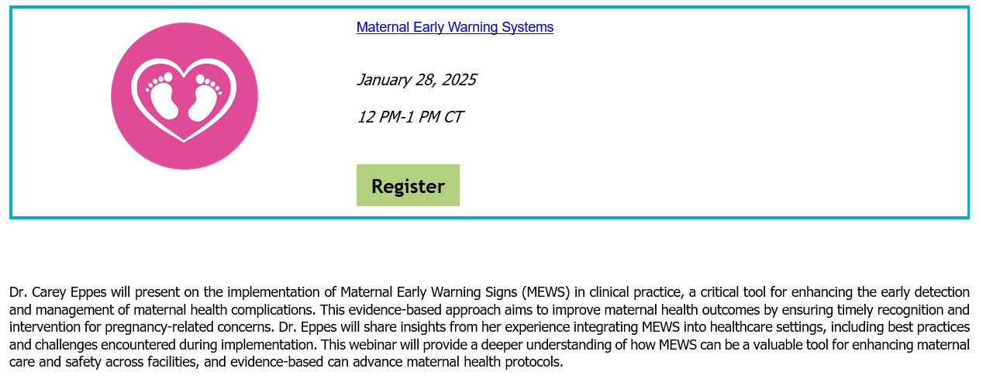 Maternal Early Warning Systems
January 28, 2025
12 PM-1 PM CT
Register
Dr. Carey Eppes will present on the implementation of Maternal Early Warning Signs (MEWS) in clinical practice, a critical tool for enhancing the early detection
and management of maternal health complications. This evidence-based approach aims to improve maternal health outcomes by ensuring timely recognition and
intervention for pregnancy-related concerns. Dr. Eppes will share insights from her experience integrating MEWS into healthcare settings, including best practices
and challenges encountered during implementation. This webinar will provide a deeper understanding of how MEWS can be a valuable tool for enhancing maternal
care and safety across facilities, and evidence-based can advance maternal health protocols.